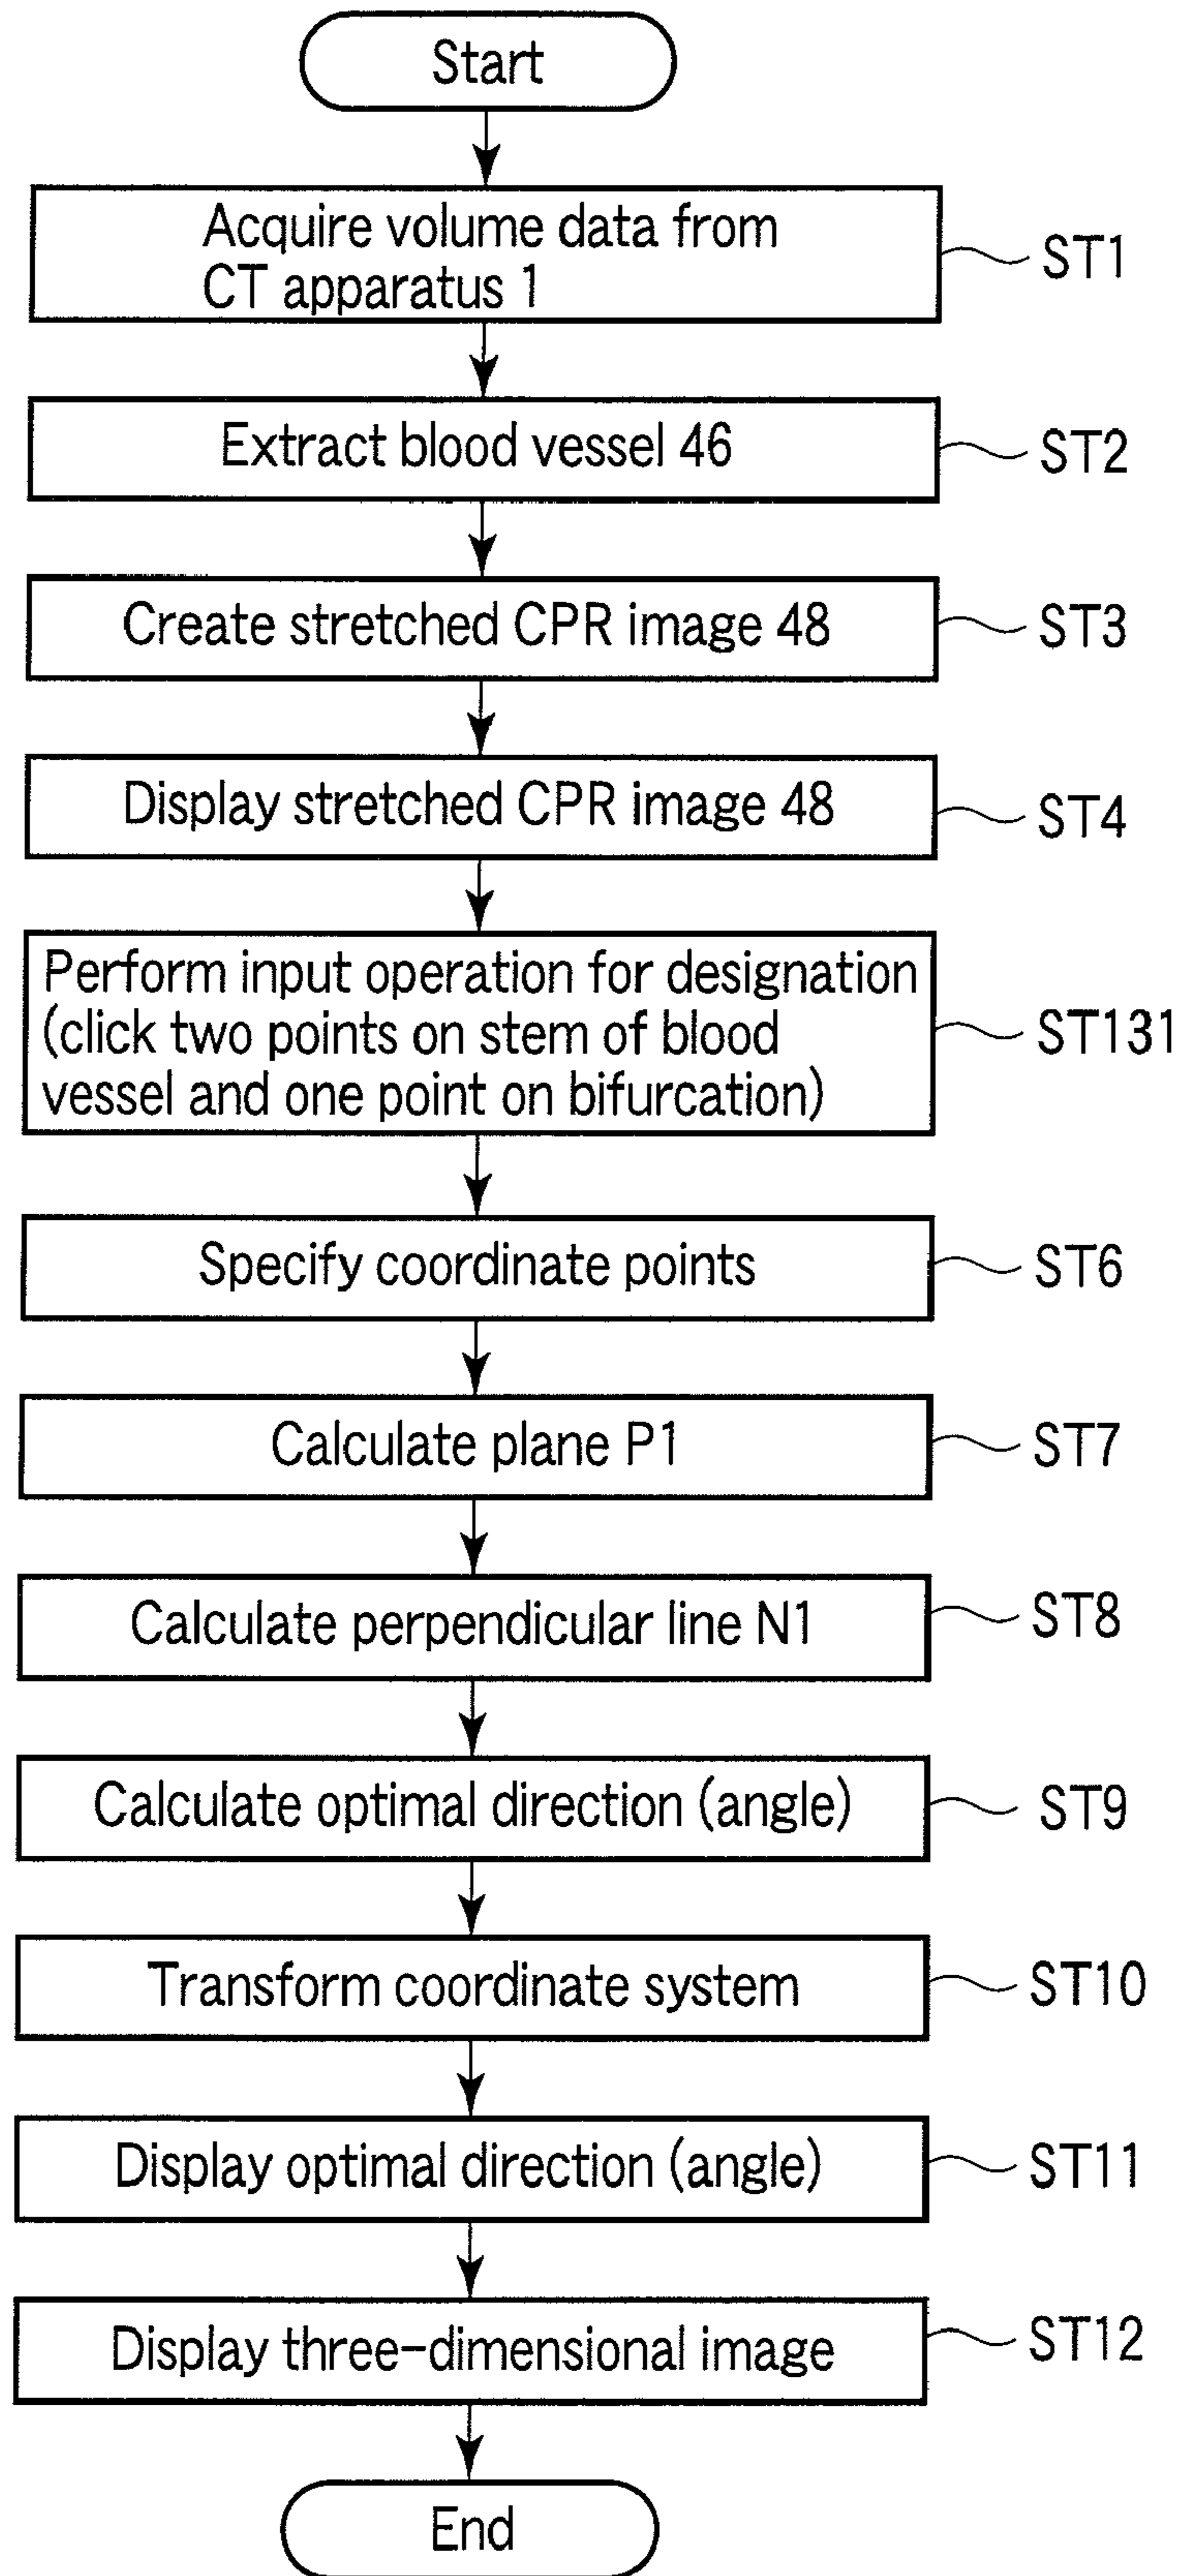 Start
Acquire volume data from
CT apparatus 1
ST1
Extract blood vessel 46
ST2
Create stretched CPR image 48
ST3
Display stretched CPR image 48
ST4
Perform input operation for designation
(click two points on stem of blood
vessel and one point on bifurcation)
ST131
Specify coordinate points
ST6
Calculate plane P1
ST7
Calculate perpendicular line N1
ST8
Calculate optimal direction (angle)
ST9
Transform coordinate system
ST10
Display optimal direction (angle)
ST11
Display three-dimensional image
ST12
End